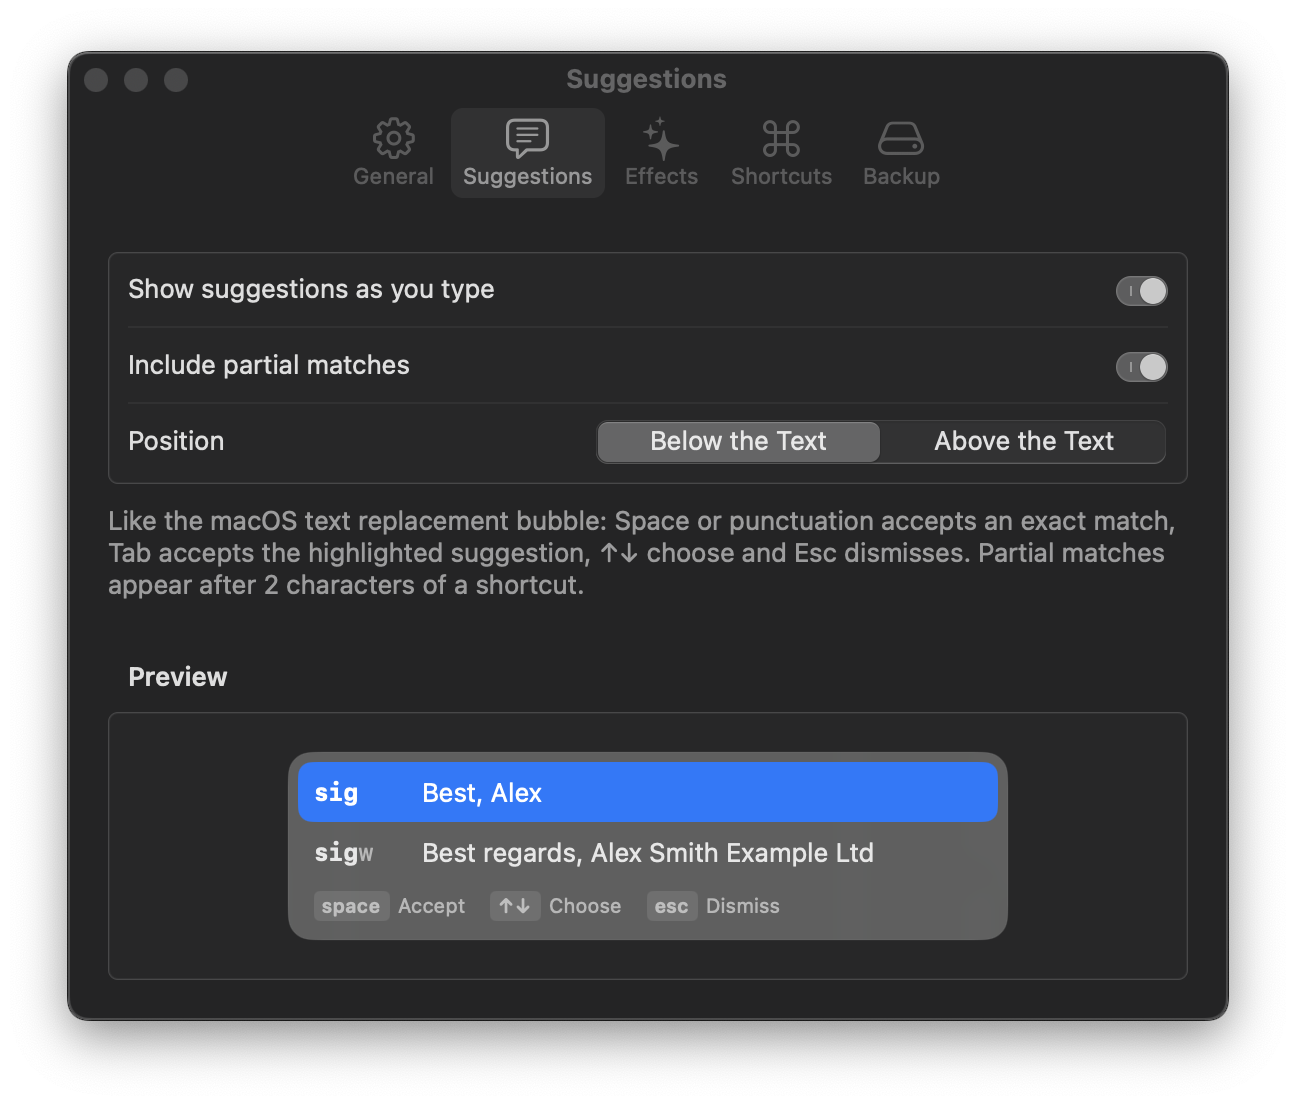 Suggestions
General
Suggestions
Effects
Shortcuts
Backup
Show suggestions as you type
Include partial matches
Position
Below the Text
Above the Text
Like the macOS text replacement bubble: Space or punctuation accepts an exact match,
Tab accepts the highlighted suggestion, ↑↓ choose and Esc dismisses. Partial matches
appear after 2 characters of a shortcut.
Preview
sig Best, Alex
sigw Best regards, Alex Smith Example Ltd
space Accept ↑↓ Choose esc Dismiss